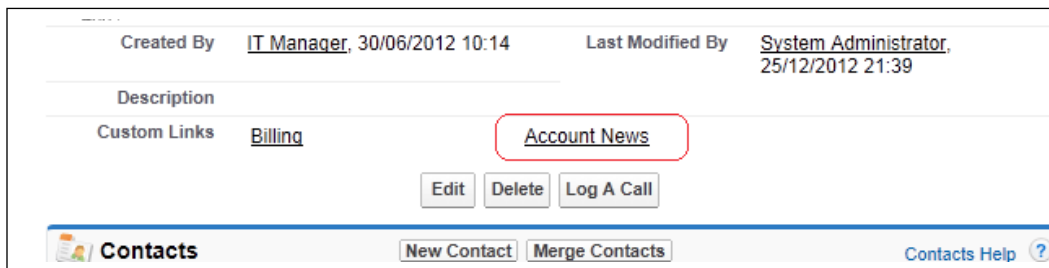 Created By IT Manager, 30/06/2012 10:14 Last Modified By System Administrator,
25/12/2012 21:39
Description
Custom Links Billing Account News
Edit Delete Log A Call
Contacts New Contact Merge Contacts Contacts Help ?